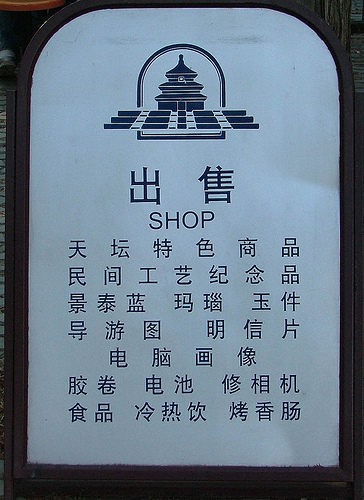 出售
SHOP
天坛特色商品
民间工艺纪念品
景泰蓝 玛瑙 玉件
导游图 明信片
电脑画像
胶卷 电池 修相机
食品 冷热饮 烤香肠